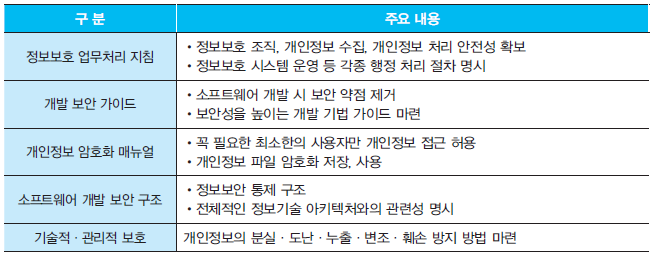 구 분 주요 내용
정보보호 업무처리 지침
• 정보보호 조직, 개인정보 수집, 개인정보 처리 안전성 확보
• 정보보호 시스템 운영 등 각종 행정 처리 절차 명시
개발 보안 가이드
• 소프트웨어 개발 시 보안 약점 제거
• 보안성을 높이는 개발 기법 가이드 마련
개인정보 암호화 매뉴얼
• 꼭 필요한 최소한의 사용자만 개인정보 접근 허용
• 개인정보 파일 암호화 저장, 사용
소프트웨어 개발 보안 구조
• 정보보안 통제 구조
• 전체적인 정보기술 아키텍처와의 관련성 명시
기술적 · 관리적 보호 개인정보의 분실 · 도난 · 누출 · 변조 · 훼손 방지 방법 마련